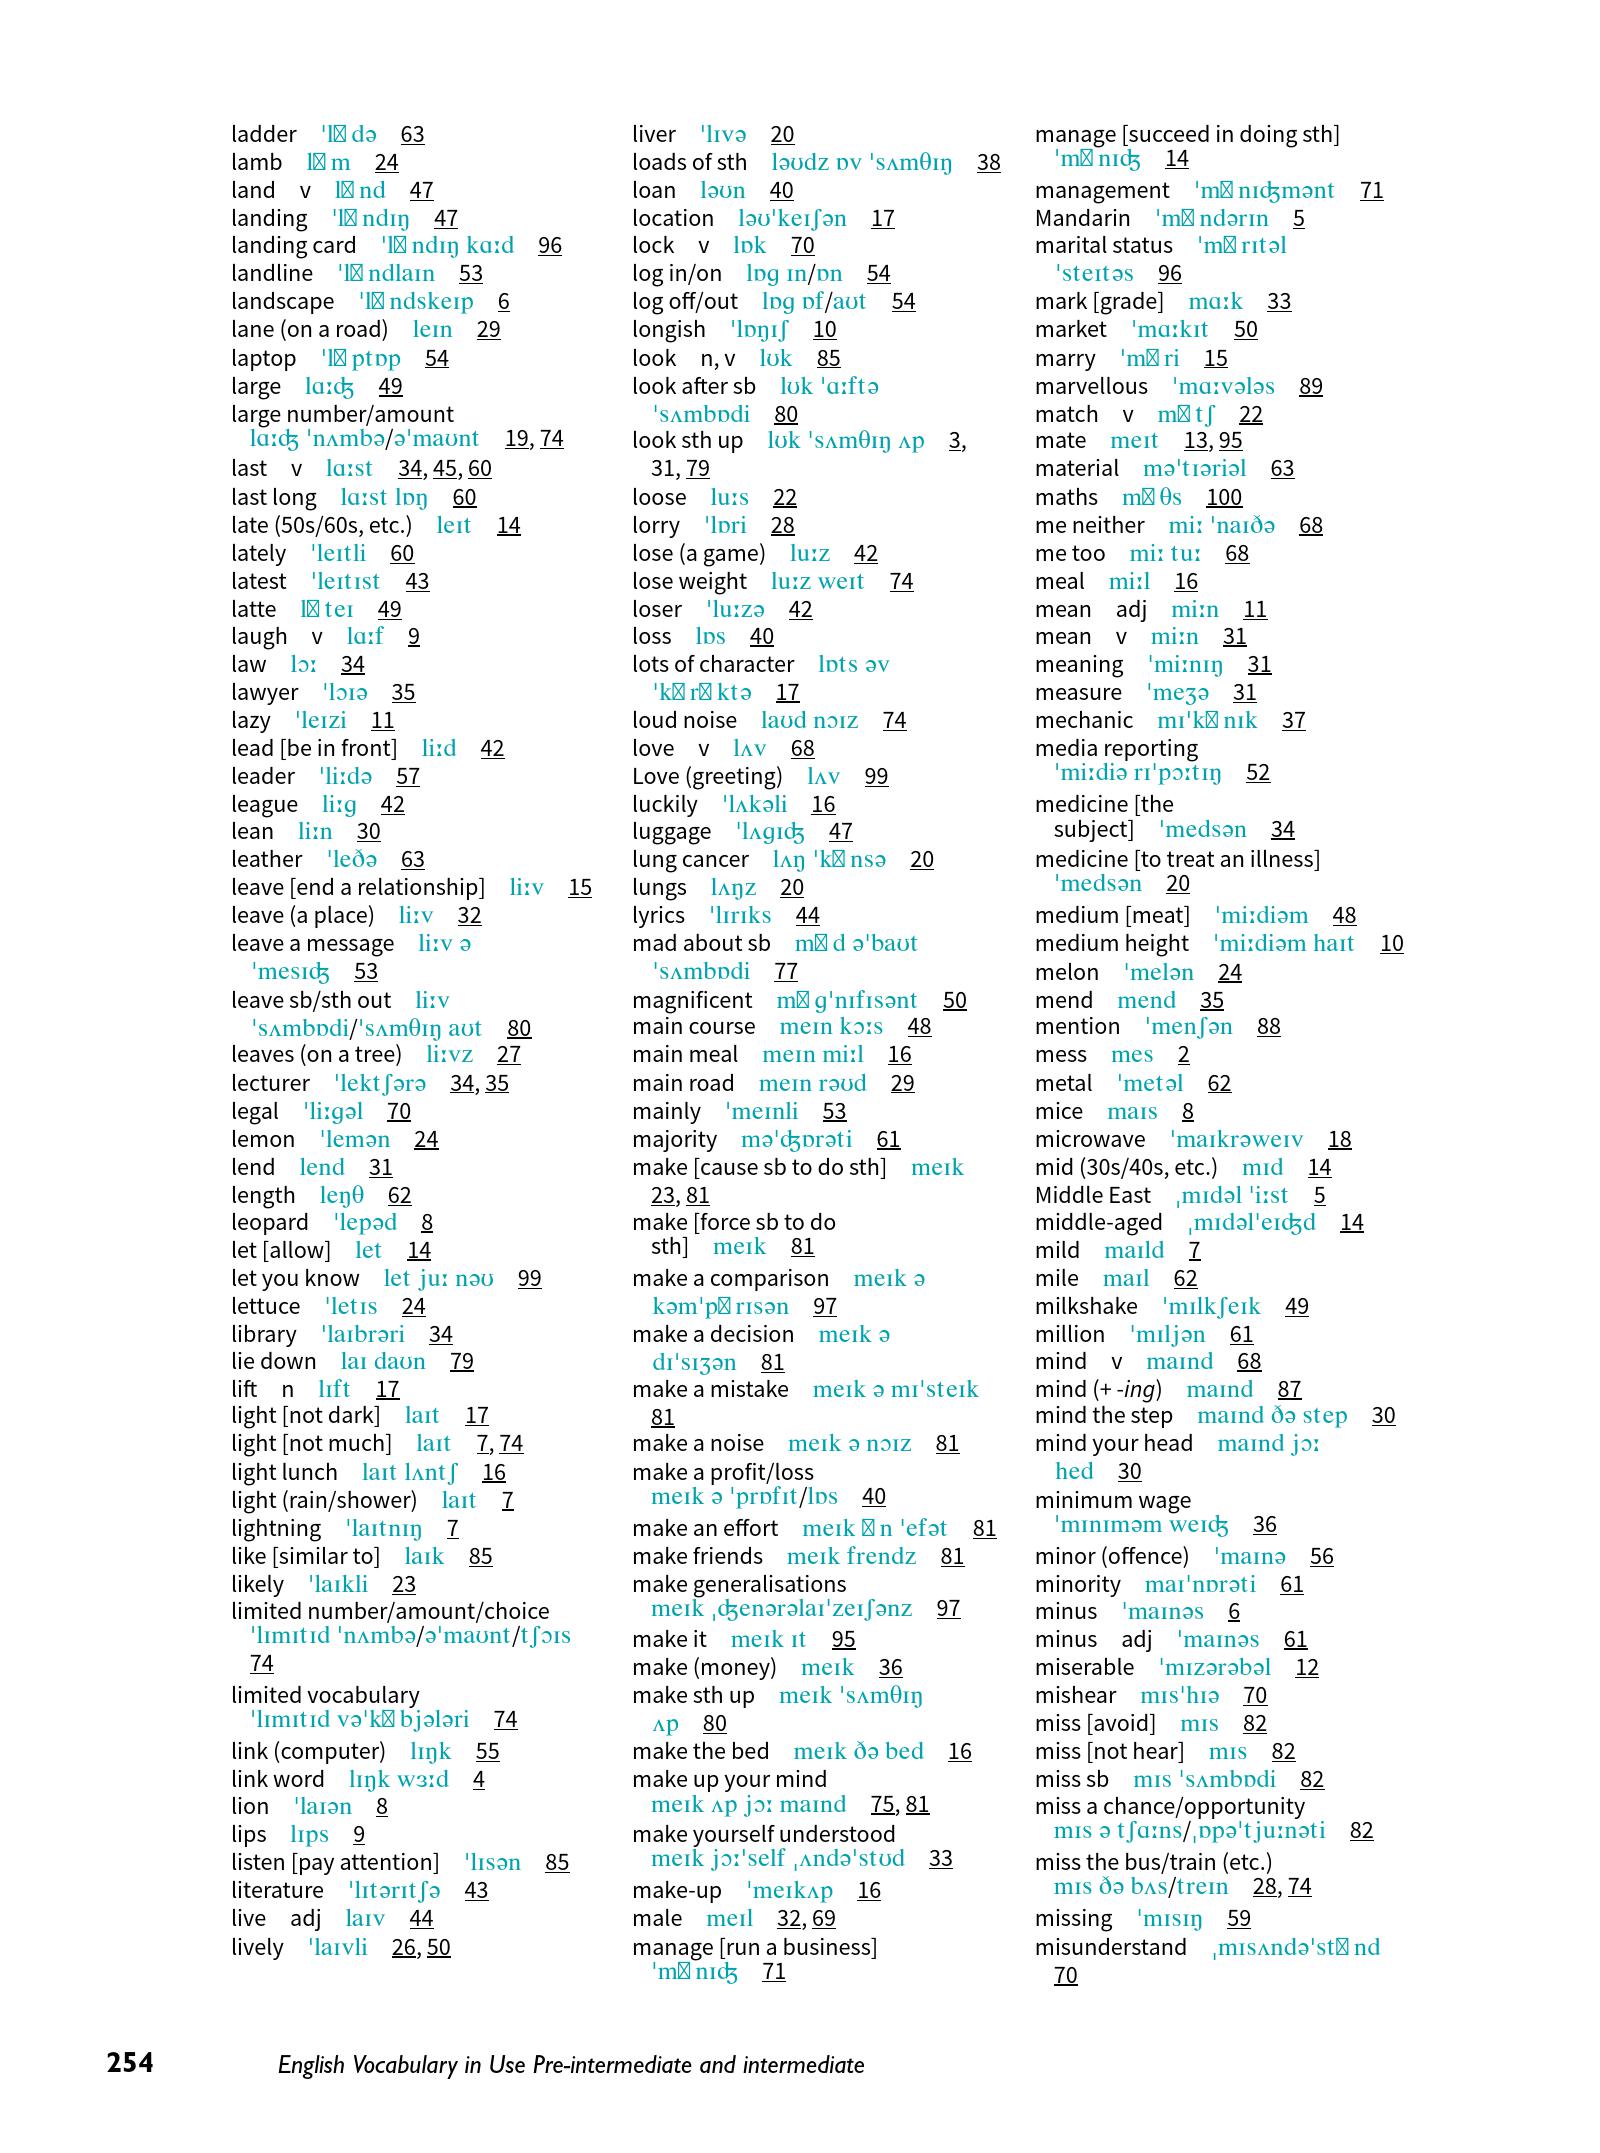 ladder ˈl� də 63
lamb l� m 24
land v l� nd 47
landing ˈl� ndɪŋ 47
landing card ˈl� ndɪŋ kɑːd 96
landline ˈl� ndlaɪn 53
landscape ˈl� ndskeɪp 6
lane (on a road) leɪn 29
laptop ˈl� ptɒp 54
large lɑːʤ 49
large number/amount
lɑːʤ ˈnʌmbə/əˈmaʊnt 19, 74
last v lɑːst 34, 45, 60
last long lɑːst lɒŋ 60
late (50s/60s, etc.) leɪt 14
lately ˈleɪtli 60
latest ˈleɪtɪst 43
latte l� teɪ 49
laugh v lɑːf 9
law lɔː 34
lawyer ˈlɔɪə 35
lazy ˈleɪzi 11
lead [be in front] liːd 42
leader ˈliːdə 57
league liːɡ 42
lean liːn 30
leather ˈleðə 63
leave [end a relationship] liːv 15
leave (a place) liːv 32
leave a message liːv ə
ˈmesɪʤ 53
leave sb/sth out liːv
ˈsʌmbɒdi/ˈsʌmθɪŋ aʊt 80
leaves (on a tree) liːvz 27
lecturer ˈlektʃərə 34, 35
legal ˈliːɡəl 70
lemon ˈlemən 24
lend lend 31
length leŋθ 62
leopard ˈlepəd 8
let [allow] let 14
let you know let juː nəʊ 99
lettuce ˈletɪs 24
library ˈlaɪbrəri 34
lie down laɪ daʊn 79
lift n lɪft 17
light [not dark] laɪt 17
light [not much] laɪt 7, 74
light lunch laɪt lʌntʃ 16
light (rain/shower) laɪt 7
lightning ˈlaɪtnɪŋ 7
like [similar to] laɪk 85
likely ˈlaɪkli 23
limited number/amount/choice
ˈlɪmɪtɪd ˈnʌmbə/əˈmaʊnt/tʃɔɪs
74
limited vocabulary
ˈlɪmɪtɪd vəˈk� bjələri 74
link (computer) lɪŋk 55
link word lɪŋk wɜːd 4
lion ˈlaɪən 8
lips lɪps 9
listen [pay attention] ˈlɪsən 85
literature ˈlɪtərɪtʃə 43
live adj laɪv 44
lively ˈlaɪvli 26, 50
liver ˈlɪvə 20
loads of sth ləʊdz ɒv ˈsʌmθɪŋ 38
loan ləʊn 40
location ləʊˈkeɪʃən 17
lock v lɒk 70
log in/on lɒɡ ɪn/ɒn 54
log off/out lɒɡ ɒf/aʊt 54
longish ˈlɒŋɪʃ 10
look n, v lʊk 85
look after sb lʊk ˈɑːftə
ˈsʌmbɒdi 80
look sth up lʊk ˈsʌmθɪŋ ʌp 3,
31, 79
loose luːs 22
lorry ˈlɒri 28
lose (a game) luːz 42
lose weight luːz weɪt 74
loser ˈluːzə 42
loss lɒs 40
lots of character lɒts əv
ˈk� r� ktə 17
loud noise laʊd nɔɪz 74
love v lʌv 68
Love (greeting) lʌv 99
luckily ˈlʌkəli 16
luggage ˈlʌɡɪʤ 47
lung cancer lʌŋ ˈk� nsə 20
lungs lʌŋz 20
lyrics ˈlɪrɪks 44
mad about sb m� d əˈbaʊt
ˈsʌmbɒdi 77
magnificent m� ɡˈnɪfɪsənt 50
main course meɪn kɔːs 48
main meal meɪn miːl 16
main road meɪn rəʊd 29
mainly ˈmeɪnli 53
majority məˈʤɒrəti 61
make [cause sb to do sth] meɪk
23, 81
make [force sb to do
sth] meɪk 81
make a comparison meɪk ə
kəmˈp� rɪsən 97
make a decision meɪk ə
dɪˈsɪʒən 81
make a mistake meɪk ə mɪˈsteɪk
81
make a noise meɪk ə nɔɪz 81
make a profit/loss
meɪk ə ˈprɒfɪt/lɒs 40
make an effort meɪk � n ˈefət 81
make friends meɪk frendz 81
make generalisations
meɪk ˌʤenərəlaɪˈzeɪʃənz 97
make it meɪk ɪt 95
make (money) meɪk 36
make sth up meɪk ˈsʌmθɪŋ
ʌp 80
make the bed meɪk ðə bed 16
make up your mind
meɪk ʌp jɔː maɪnd 75, 81
make yourself understood
meɪk jɔːˈself ˌʌndəˈstʊd 33
make-up ˈmeɪkʌp 16
male meɪl 32, 69
manage [run a business]
ˈm� nɪʤ 71
manage [succeed in doing sth]
ˈm� nɪʤ 14
management ˈm� nɪʤmənt 71
Mandarin ˈm� ndərɪn 5
marital status ˈm� rɪtəl
ˈsteɪtəs 96
mark [grade] mɑːk 33
market ˈmɑːkɪt 50
marry ˈm� ri 15
marvellous ˈmɑːvələs 89
match v m� tʃ 22
mate meɪt 13, 95
material məˈtɪəriəl 63
maths m� θs 100
me neither miː ˈnaɪðə 68
me too miː tuː 68
meal miːl 16
mean adj miːn 11
mean v miːn 31
meaning ˈmiːnɪŋ 31
measure ˈmeʒə 31
mechanic mɪˈk� nɪk 37
media reporting
ˈmiːdiə rɪˈpɔːtɪŋ 52
medicine [the
subject] ˈmedsən 34
medicine [to treat an illness]
ˈmedsən 20
medium [meat] ˈmiːdiəm 48
medium height ˈmiːdiəm haɪt 10
melon ˈmelən 24
mend mend 35
mention ˈmenʃən 88
mess mes 2
metal ˈmetəl 62
mice maɪs 8
microwave ˈmaɪkrəweɪv 18
mid (30s/40s, etc.) mɪd 14
Middle East ˌmɪdəl ˈiːst 5
middle-aged ˌmɪdəlˈeɪʤd 14
mild maɪld 7
mile maɪl 62
milkshake ˈmɪlkʃeɪk 49
million ˈmɪljən 61
mind v maɪnd 68
mind (+ -ing) maɪnd 87
mind the step maɪnd ðə step 30
mind your head maɪnd jɔː
hed 30
minimum wage
ˈmɪnɪməm weɪʤ 36
minor (offence) ˈmaɪnə 56
minority maɪˈnɒrəti 61
minus ˈmaɪnəs 6
minus adj ˈmaɪnəs 61
miserable ˈmɪzərəbəl 12
mishear mɪsˈhɪə 70
miss [avoid] mɪs 82
miss [not hear] mɪs 82
miss sb mɪs ˈsʌmbɒdi 82
miss a chance/opportunity
mɪs ə tʃɑːns/ˌɒpəˈtjuːnəti 82
miss the bus/train (etc.)
mɪs ðə bʌs/treɪn 28, 74
missing ˈmɪsɪŋ 59
misunderstand ˌmɪsʌndəˈst� nd
70
254 English Vocabulary in Use Pre-intermediate and intermediate